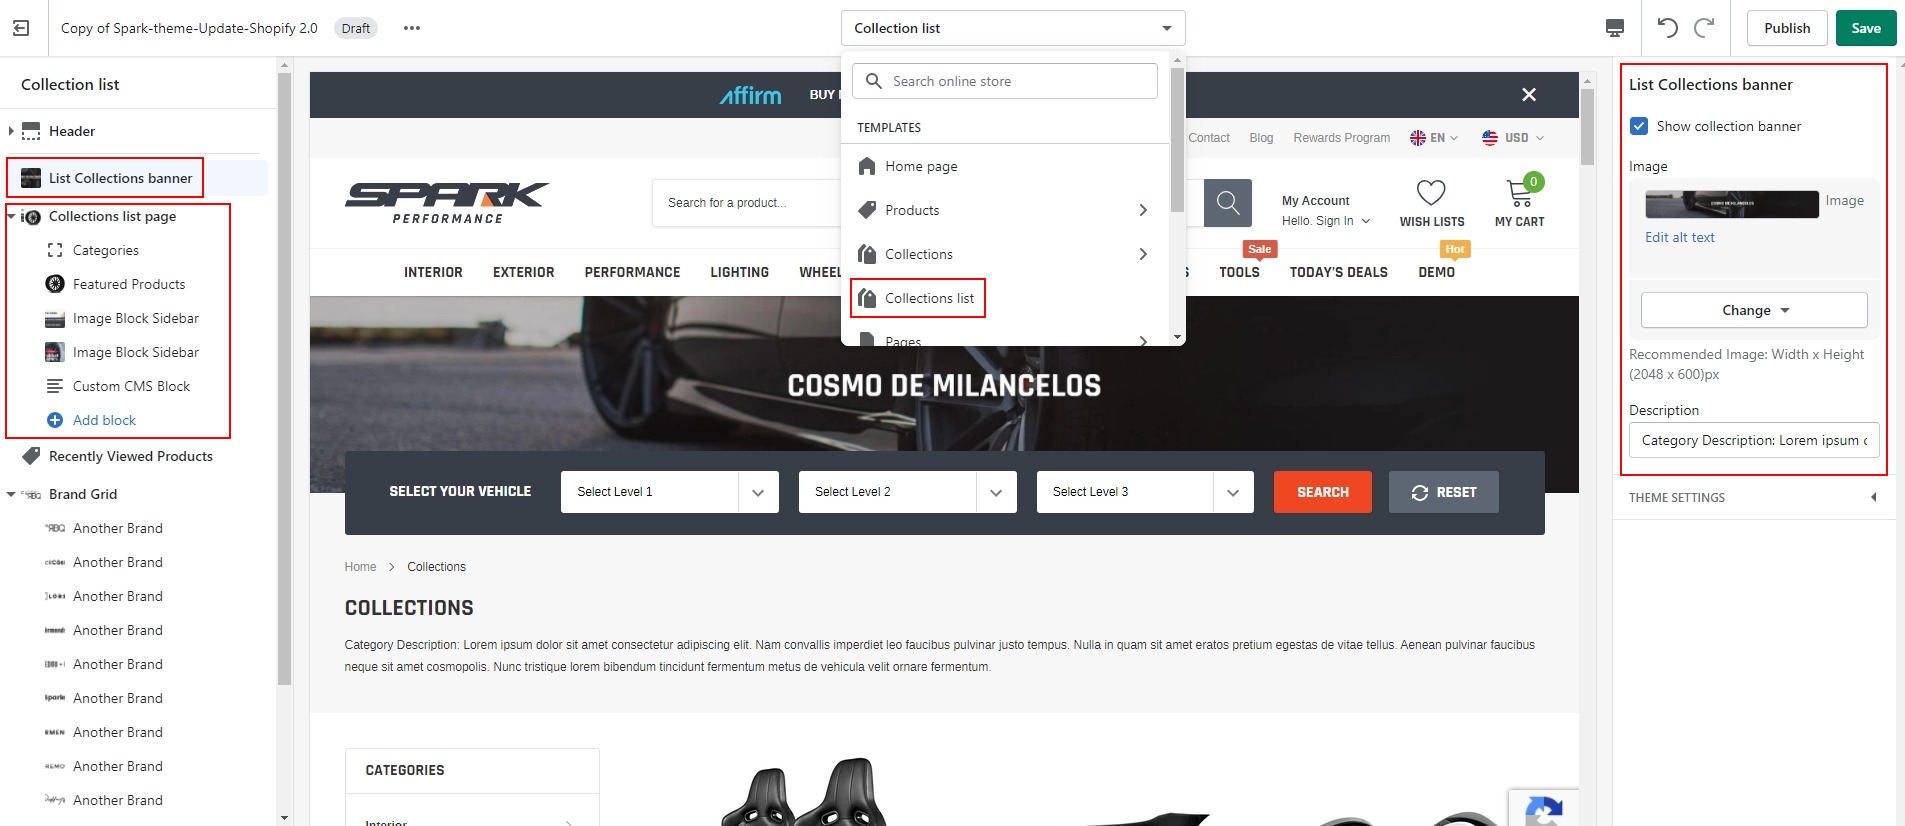 Copy of Spark-theme-Update-Shopify 2.0
Draft
Collection list
Publish
Save
Collection list
Header
List Collections banner
Collections list page
Categories
Featured Products
Image Block Sidebar
Image Block Sidebar
Custom CMS Block
Add block
Recently Viewed Products
Brand Grid
Another Brand
Another Brand
Another Brand
Another Brand
Another Brand
Another Brand
Another Brand
Another Brand
Another Brand
Search online store
TEMPLATES
Home page
Products
Collections
Collections list
Pages
affirm
BUY
Contact
Blog
Rewards Program
EN
USD
SPARK
PERFORMANCE
Search for a product...
My Account
Hello. Sign In
WISH LISTS
0
MY CART
Sale
Hot
INTERIOR
EXTERIOR
PERFORMANCE
LIGHTING
WHEEL
S
TOOLS
TODAY'S DEALS
DEMO
COSMO DE MILANCELOS
SELECT YOUR VEHICLE
Select Level 1
Select Level 2
Select Level 3
SEARCH
RESET
Home
Collections
COLLECTIONS
Category Description: Lorem ipsum dolor sit amet consectetur adipiscing elit. Nam convallis imperdiet leo faucibus pulvinar justo tempus. Nulla in quam sit amet eratos pretium egestas de vitae tellus. Aenean pulvinar faucibus
neque sit amet cosmopolis. Nunc tristique lorem bibendum tincidunt fermentum metus de vehicula velit ornare fermentum.
CATEGORIES
Interior
List Collections banner
Show collection banner
Image
COSMO DE MILANCELOS
Image
Edit alt text
Change
Recommended Image: Width x Height
(2048 x 600)px
Description
Category Description: Lorem ipsum
THEME SETTINGS